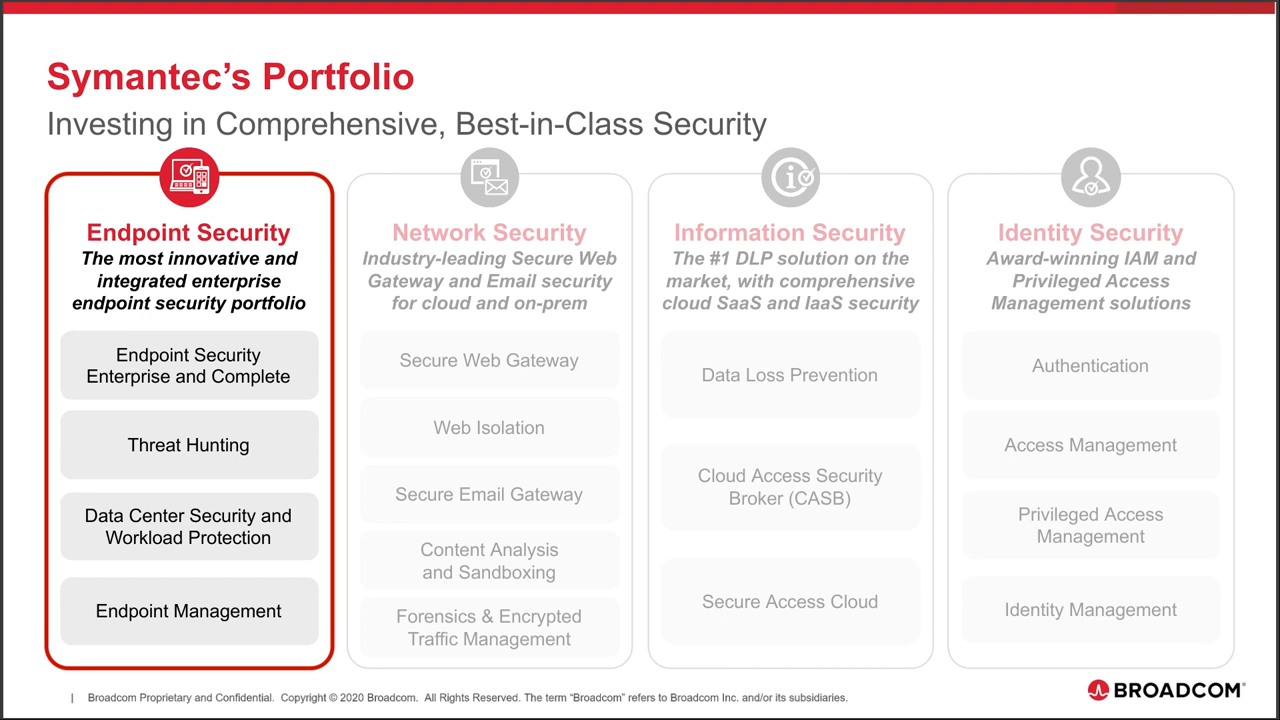 Symantec’s Portfolio
Investing in Comprehensive, Best-in-Class Security
Endpoint Security
The most innovative and
integrated enterprise
endpoint security portfolio
Endpoint Security
Enterprise and Complete
Threat Hunting
Data Center Security and
Workload Protection
Endpoint Management
Network Security
Industry-leading Secure Web
Gateway and Email security
for cloud and on-prem
Secure Web Gateway
Web Isolation
Secure Email Gateway
Content Analysis
and Sandboxing
Forensics & Encrypted
Traffic Management
Information Security
The #1 DLP solution on the
market, with comprehensive
cloud SaaS and IaaS security
Data Loss Prevention
Cloud Access Security
Broker (CASB)
Secure Access Cloud
Identity Security
Award-winning IAM and
Privileged Access
Management solutions
Authentication
Access Management
Privileged Access
Management
Identity Management
| Broadcom Proprietary and Confidential. Copyright © 2020 Broadcom. All Rights Reserved. The term “Broadcom” refers to Broadcom Inc. and/or its subsidiaries.
BROADCOM®